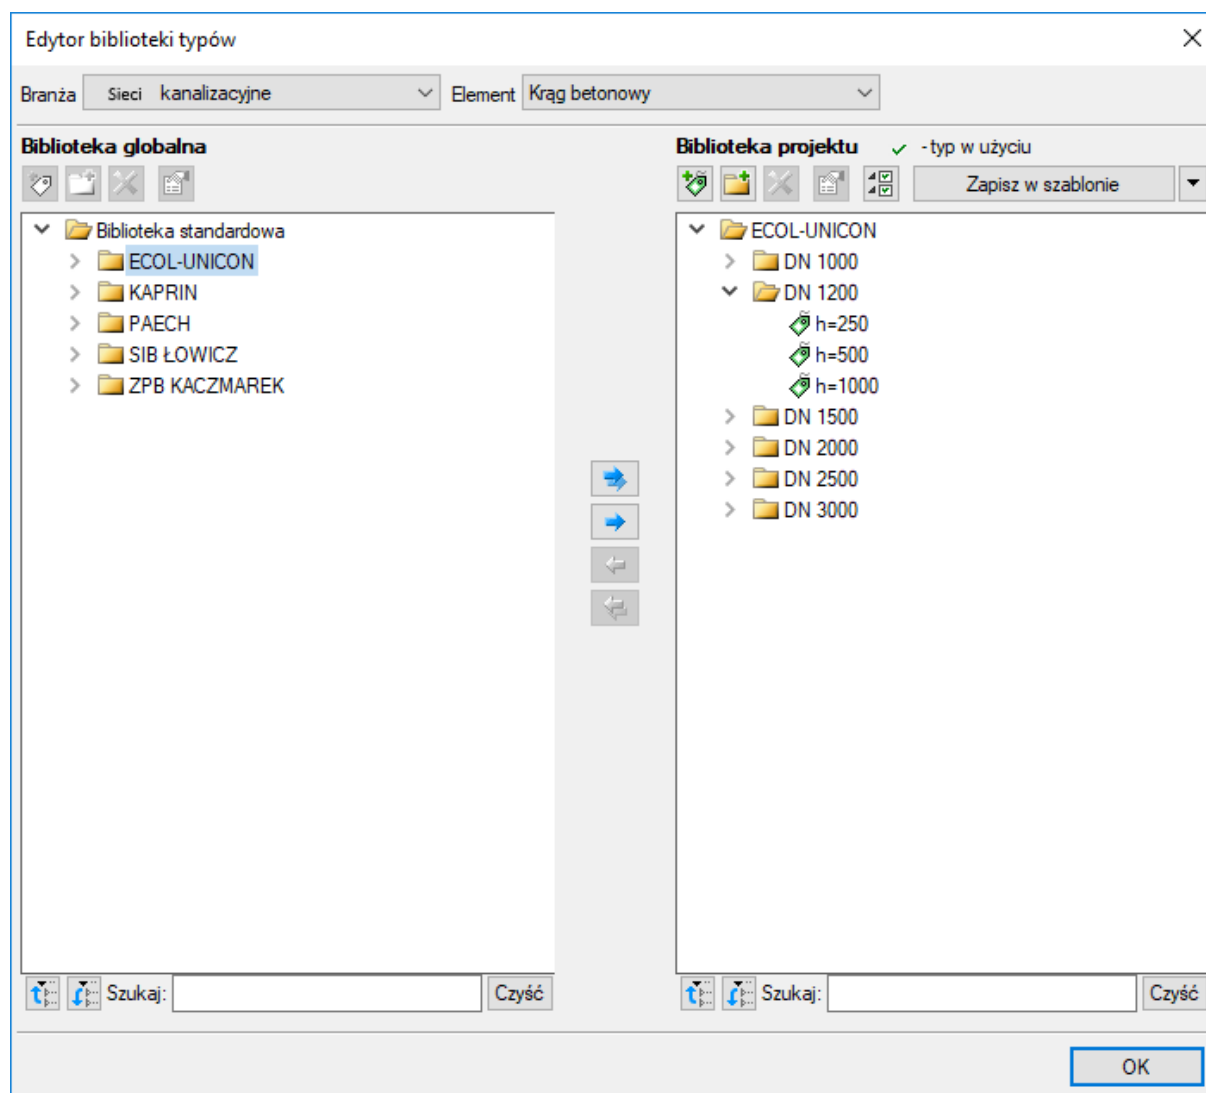 Edytor biblioteki typów
Branża Sieci kanalizacyjne Element Krąg betonowy
Biblioteka globalna
Biblioteka projektu - typ w użyciu
Zapisz w szablonie
Biblioteka standardowa
ECOL-UNICON
KAPRIN
PAECH
SIB ŁOWICZ
ZPB KACZMAREK
ECOL-UNICON
DN 1000
DN 1200
h=250
h=500
h=1000
DN 1500
DN 2000
DN 2500
DN 3000
Szukaj: Czyść
Szukaj: Czyść
OK